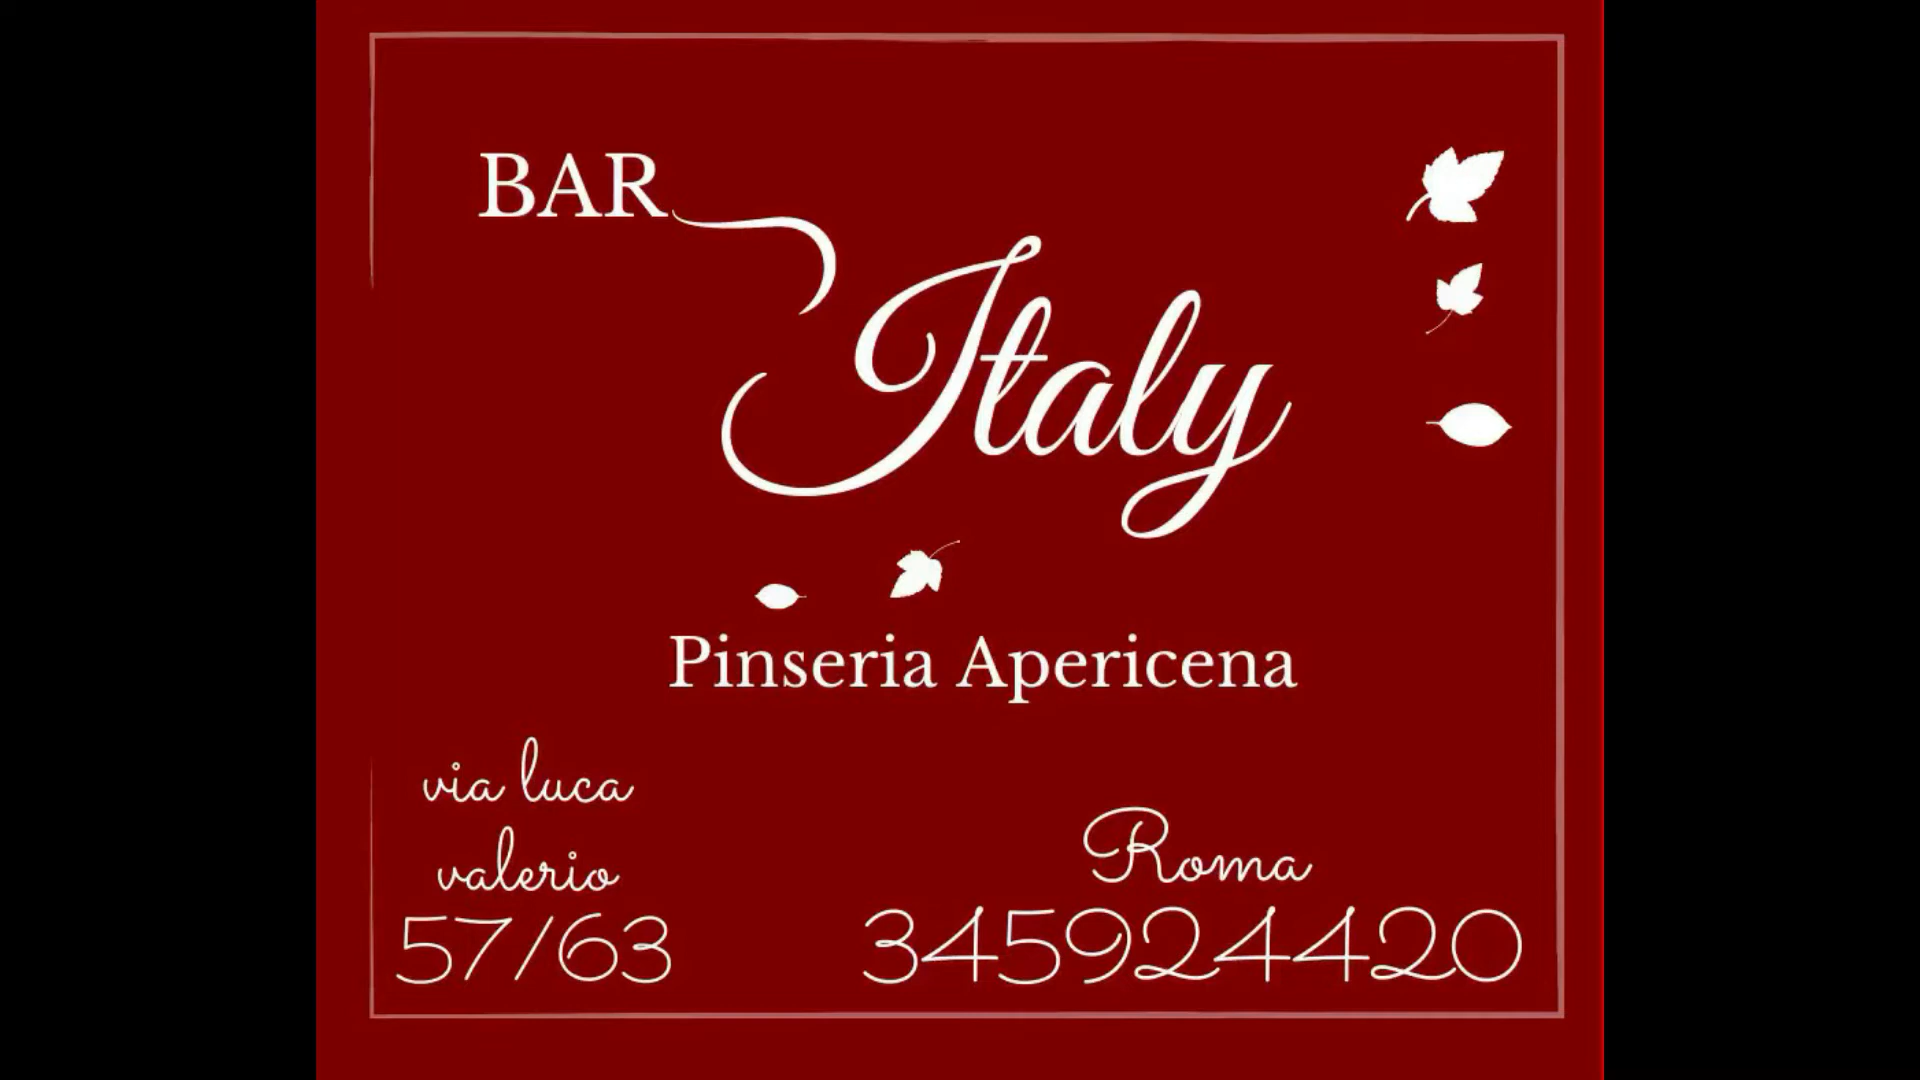 BAR
Italy
Pinseria Apericena
via luca
valerio
57/63
Roma
345924420